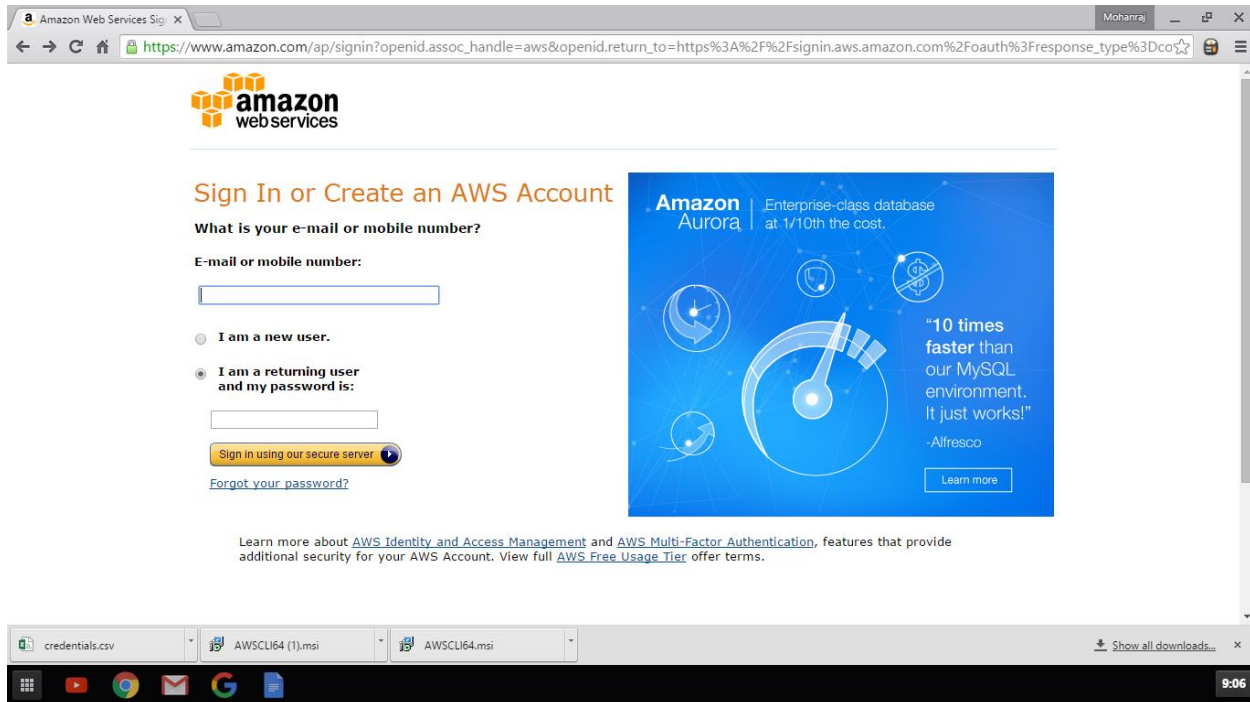 Amazon Web Services Sig
Mohanraj
https://www.amazon.com/ap/signin?openid.assoc_handle=aws&openid.return_to=https%3A%2F%2Fsignin.aws.amazon.com%2Foauth%3Fresponse_type%3Dco
amazon
web services
Sign In or Create an AWS Account
What is your e-mail or mobile number?
E-mail or mobile number:
I am a new user.
I am a returning user
and my password is:
Sign in using our secure server
Forgot your password?
Amazon
Aurora
Enterprise-class database
at 1/10th the cost.
“10 times
faster than
our MySQL
environment.
It just works!”
-Alfresco
Learn more
Learn more about AWS Identity and Access Management and AWS Multi-Factor Authentication, features that provide
additional security for your AWS Account. View full AWS Free Usage Tier offer terms.
credentials.csv
AWSCLI64 (1).msi
AWSCLI64.msi
Show all downloads...
9:06